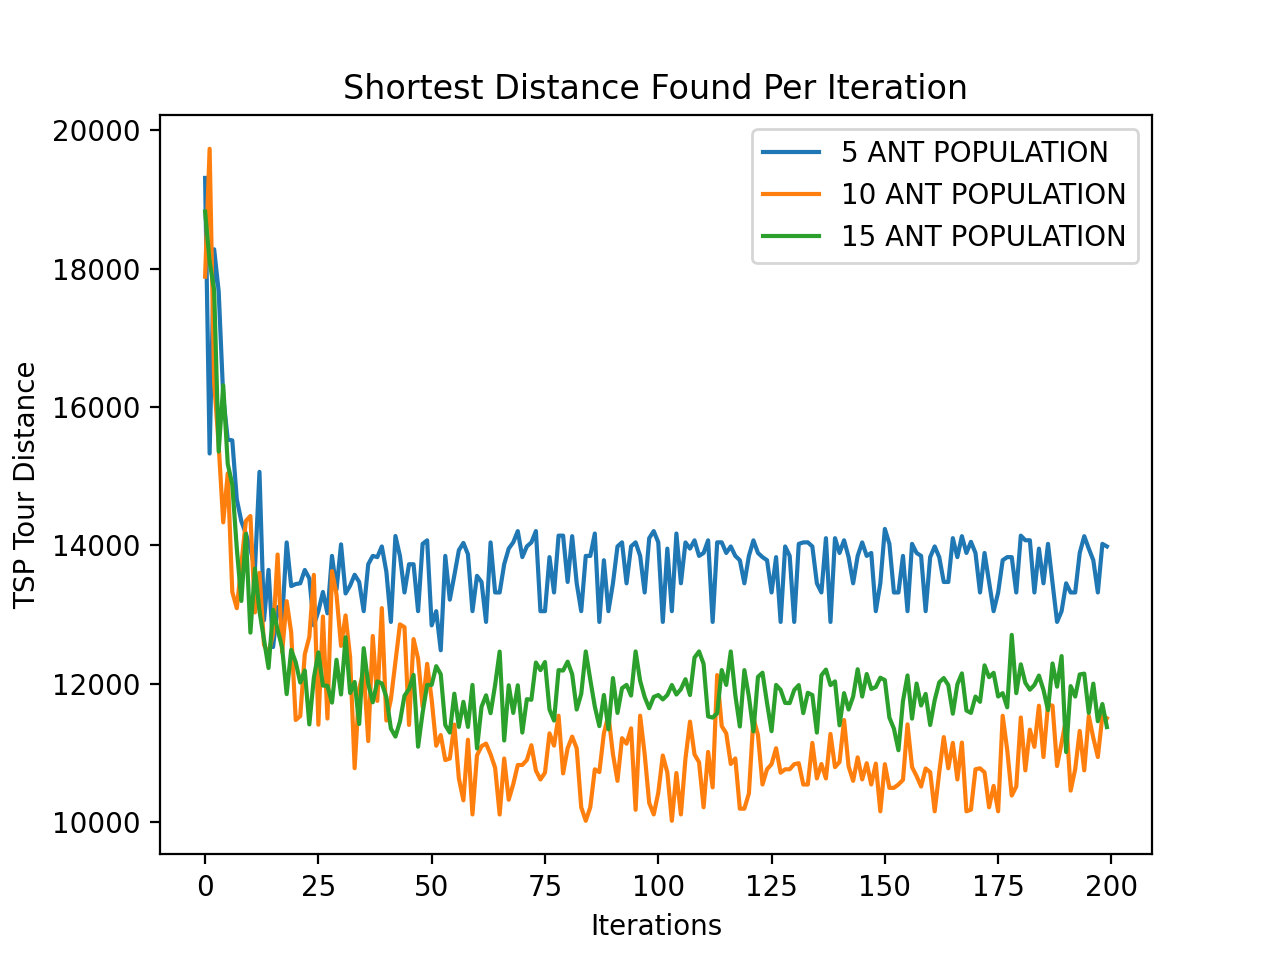 Shortest Distance Found Per Iteration
20000
18000
16000
14000
12000
10000
TSP Tour Distance
5 ANT POPULATION
10 ANT POPULATION
15 ANT POPULATION
0 25 50 75 100 125 150 175 200
Iterations